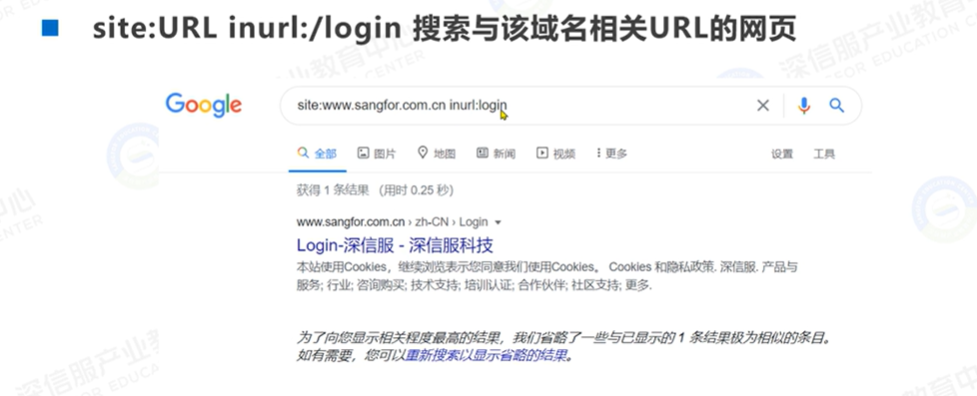 site:URL inurl:/login 搜索与该域名相关URL的网页
Google
site:www.sangfor.com.cn inurl:login
全部 图片 地图 新闻 视频 更多 设置 工具
获得 1 条结果 （用时 0.25 秒）
www.sangfor.com.cn › zh-CN › Login
Login-深信服 - 深信服科技
本站使用Cookies，继续浏览表示您同意我们使用Cookies。 Cookies 和隐私政策. 深信服. 产品与
服务; 行业; 咨询购买; 技术支持; 培训认证; 合作伙伴; 社区支持; 更多.
为了向您显示相关程度最高的结果，我们省略了一些与已显示的 1 条结果极为相似的条目。
如有需要，您可以重新搜索以显示省略的结果。